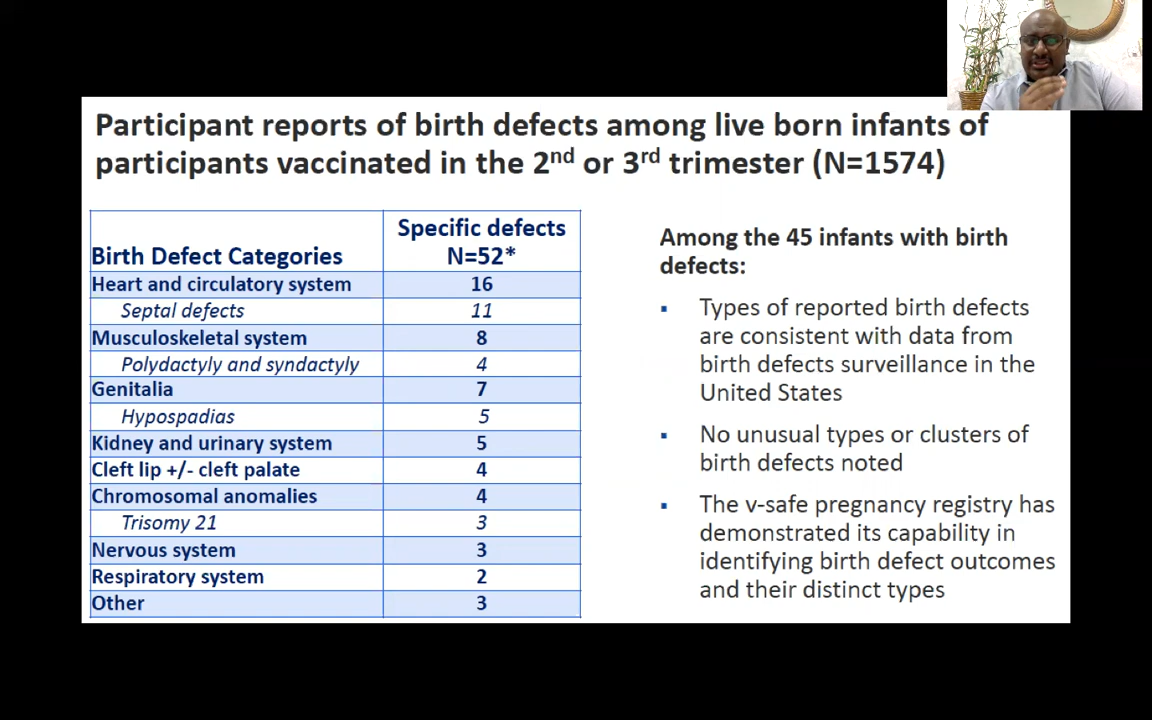 Participant reports of birth defects among live born infants of
participants vaccinated in the 2nd or 3rd trimester (N=1574)
Birth Defect Categories
Specific defects
N=52*
Heart and circulatory system 16
Septal defects 11
Musculoskeletal system 8
Polydactyly and syndactyly 4
Genitalia 7
Hypospadias 5
Kidney and urinary system 5
Cleft lip +/- cleft palate 4
Chromosomal anomalies 4
Trisomy 21 3
Nervous system 3
Respiratory system 2
Other 3
Among the 45 infants with birth
defects:
▪ Types of reported birth defects
are consistent with data from
birth defects surveillance in the
United States
▪ No unusual types or clusters of
birth defects noted
▪ The v-safe pregnancy registry has
demonstrated its capability in
identifying birth defect outcomes
and their distinct types